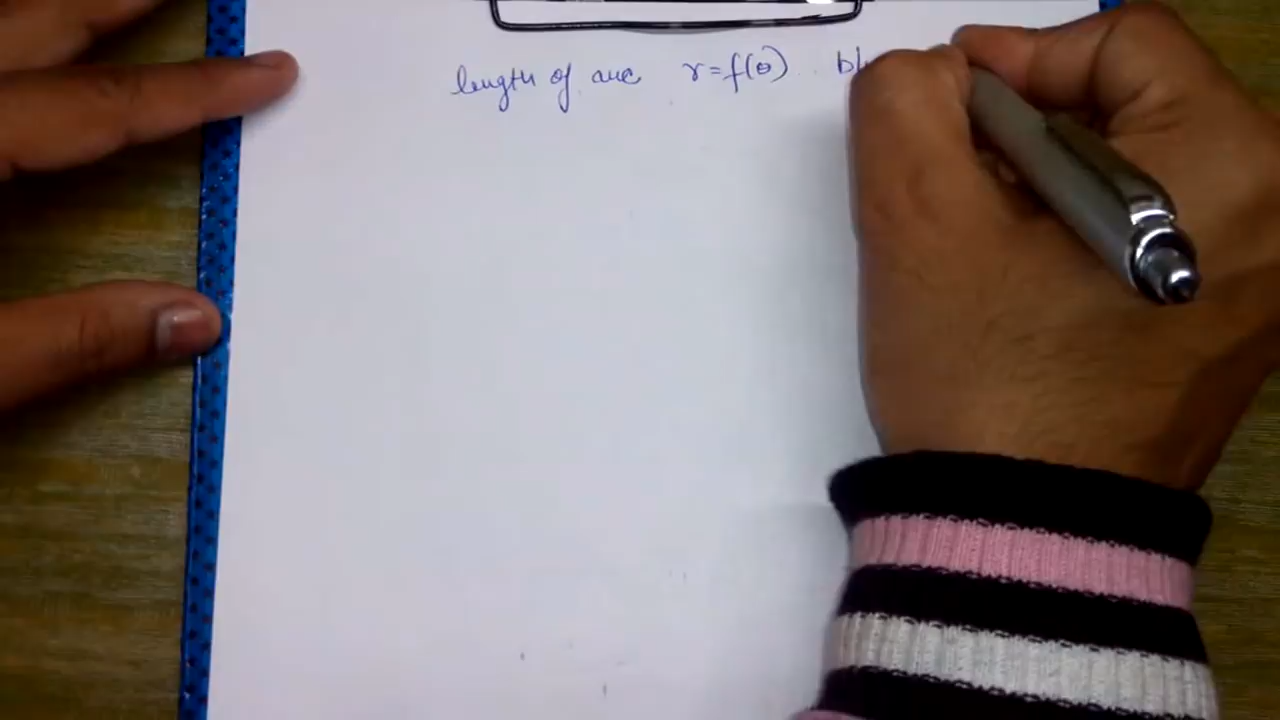 length of arc r=f(θ)